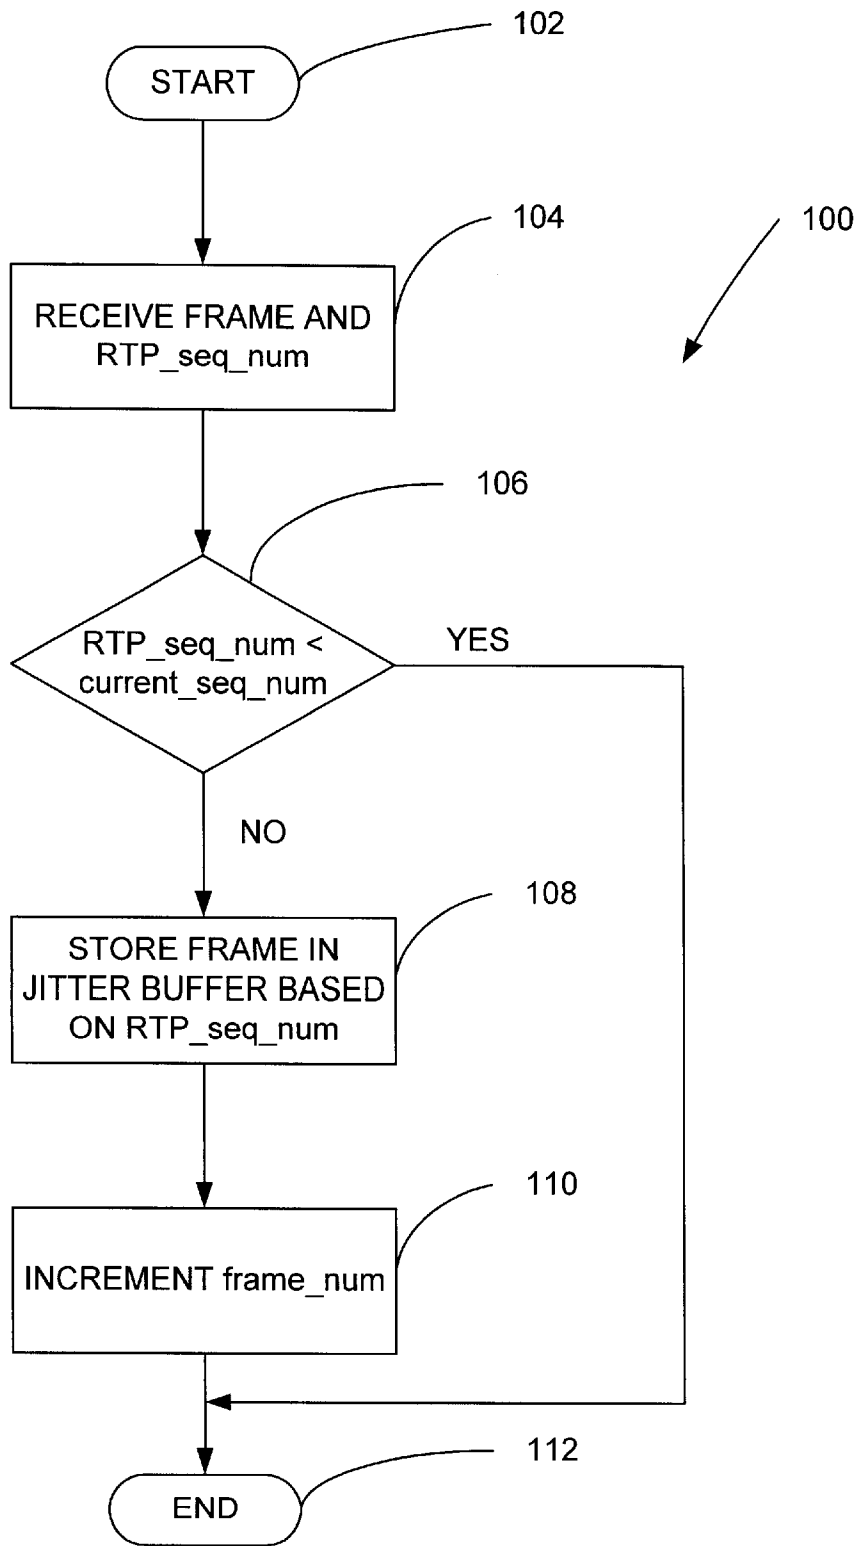 102
START
104
100
RECEIVE FRAME AND
RTP_seq_num
106
RTP_seq_num <
current_seq_num
YES
NO
108
STORE FRAME IN
JITTER BUFFER BASED
ON RTP_seq_num
110
INCREMENT frame_num
112
END